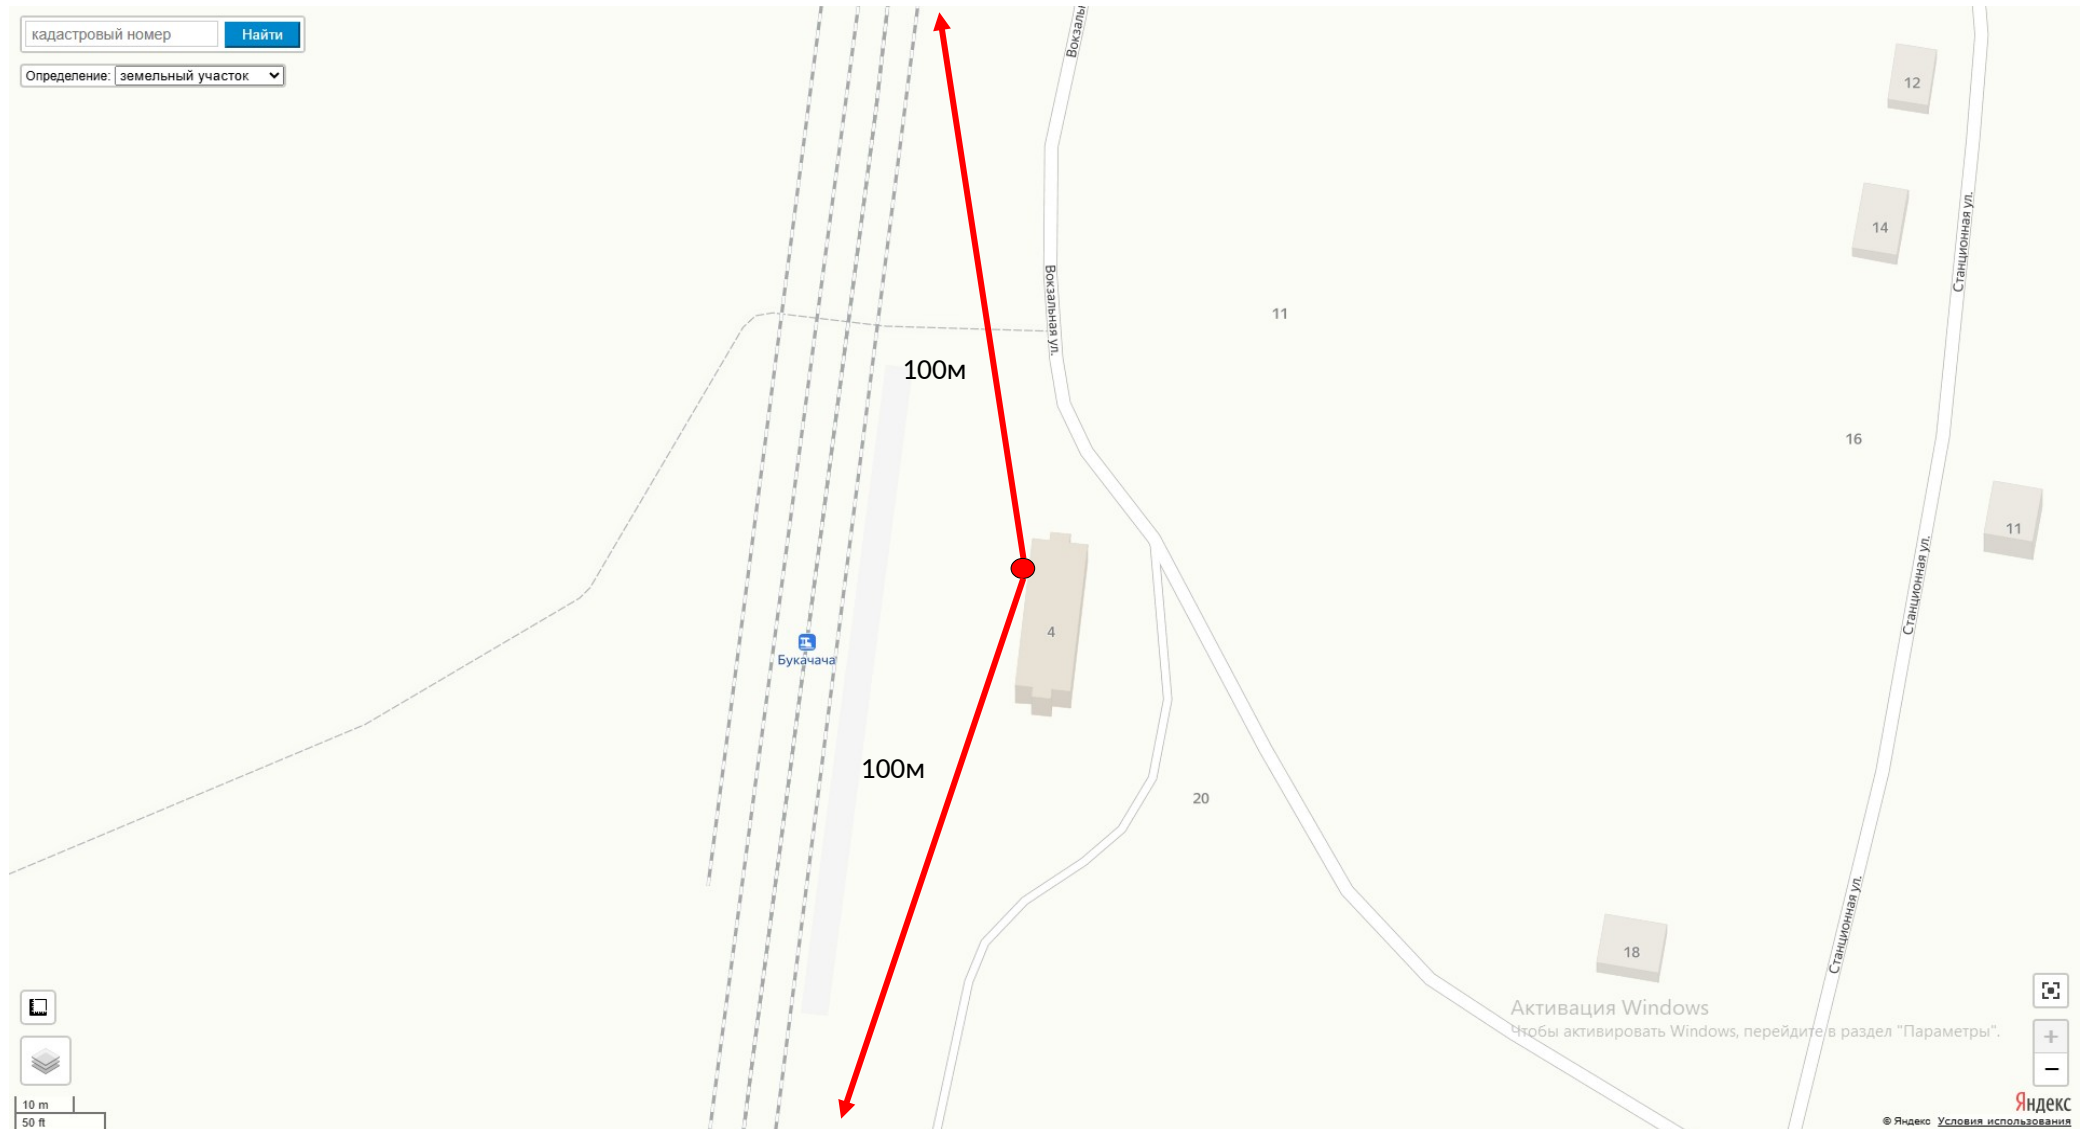 кадастровый номер
Найти
Определение: земельный участок
Вокзалы
12
14
Станционная ул.
Вокзальная ул.
11
100м
16
11
Станционная ул.
4
Букачача
100м
20
Станционная ул.
18
Активация Windows
Чтобы активировать Windows, перейдите в раздел "Параметры".
+
−
10 m
50 ft
Яндекс
© Яндекс Условия использования